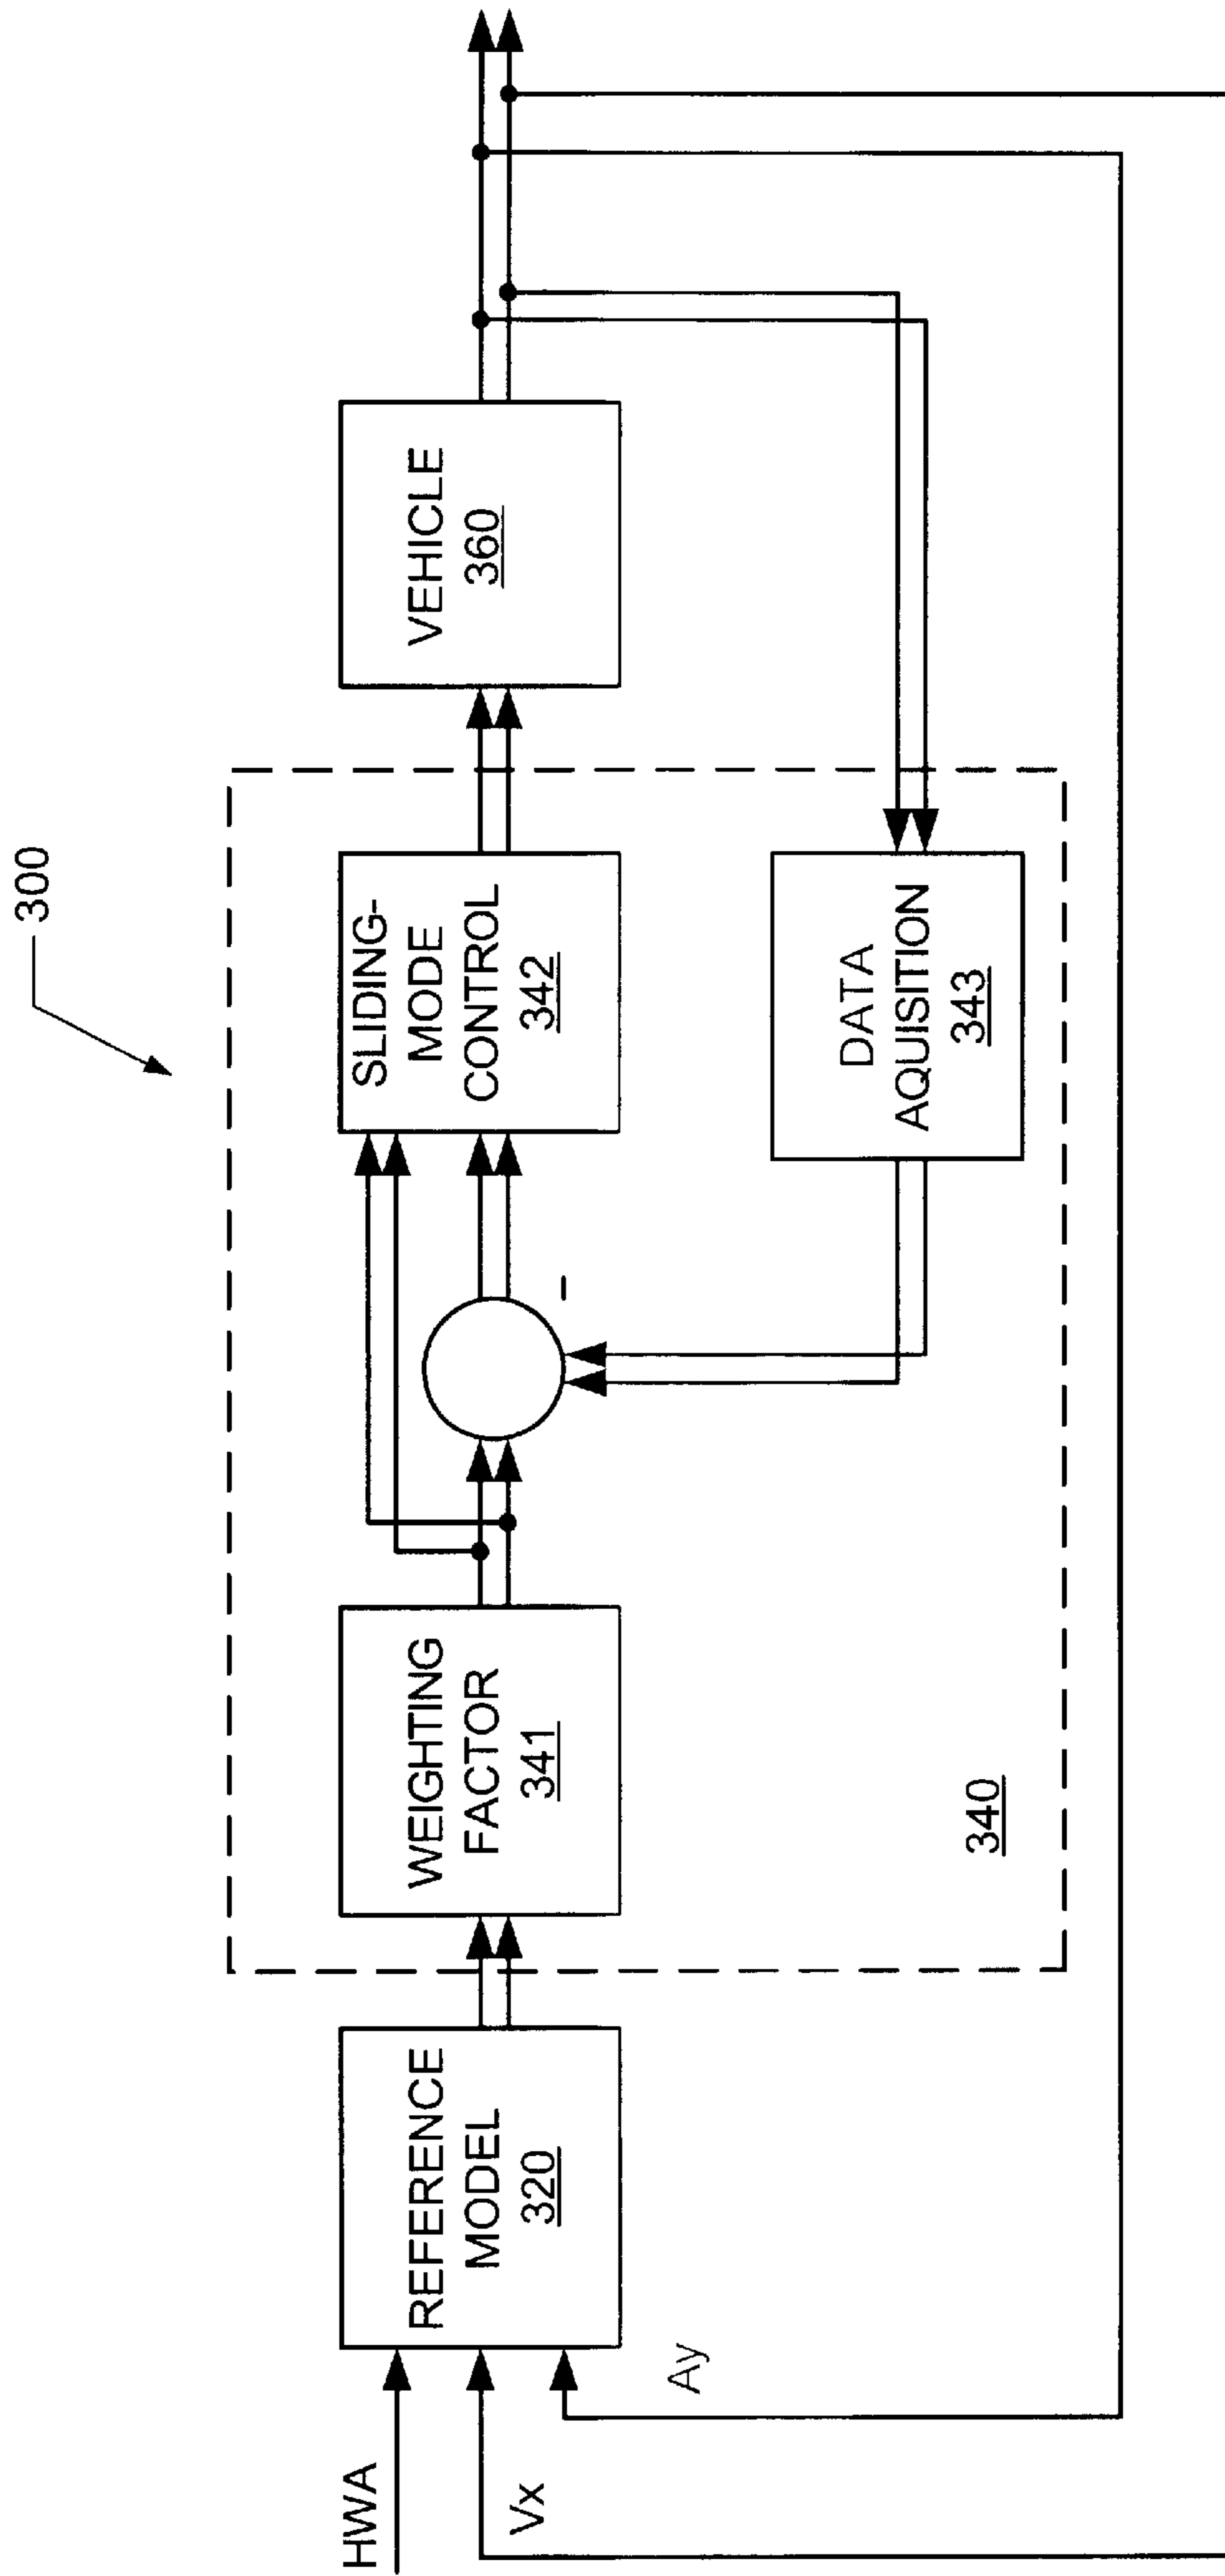 300
HWA
Vx
Ay
REFERENCE
MODEL
320
WEIGHTING
FACTOR
341
SLIDING-
MODE
CONTROL
342
VEHICLE
360
DATA
AQUISITION
343
340
-